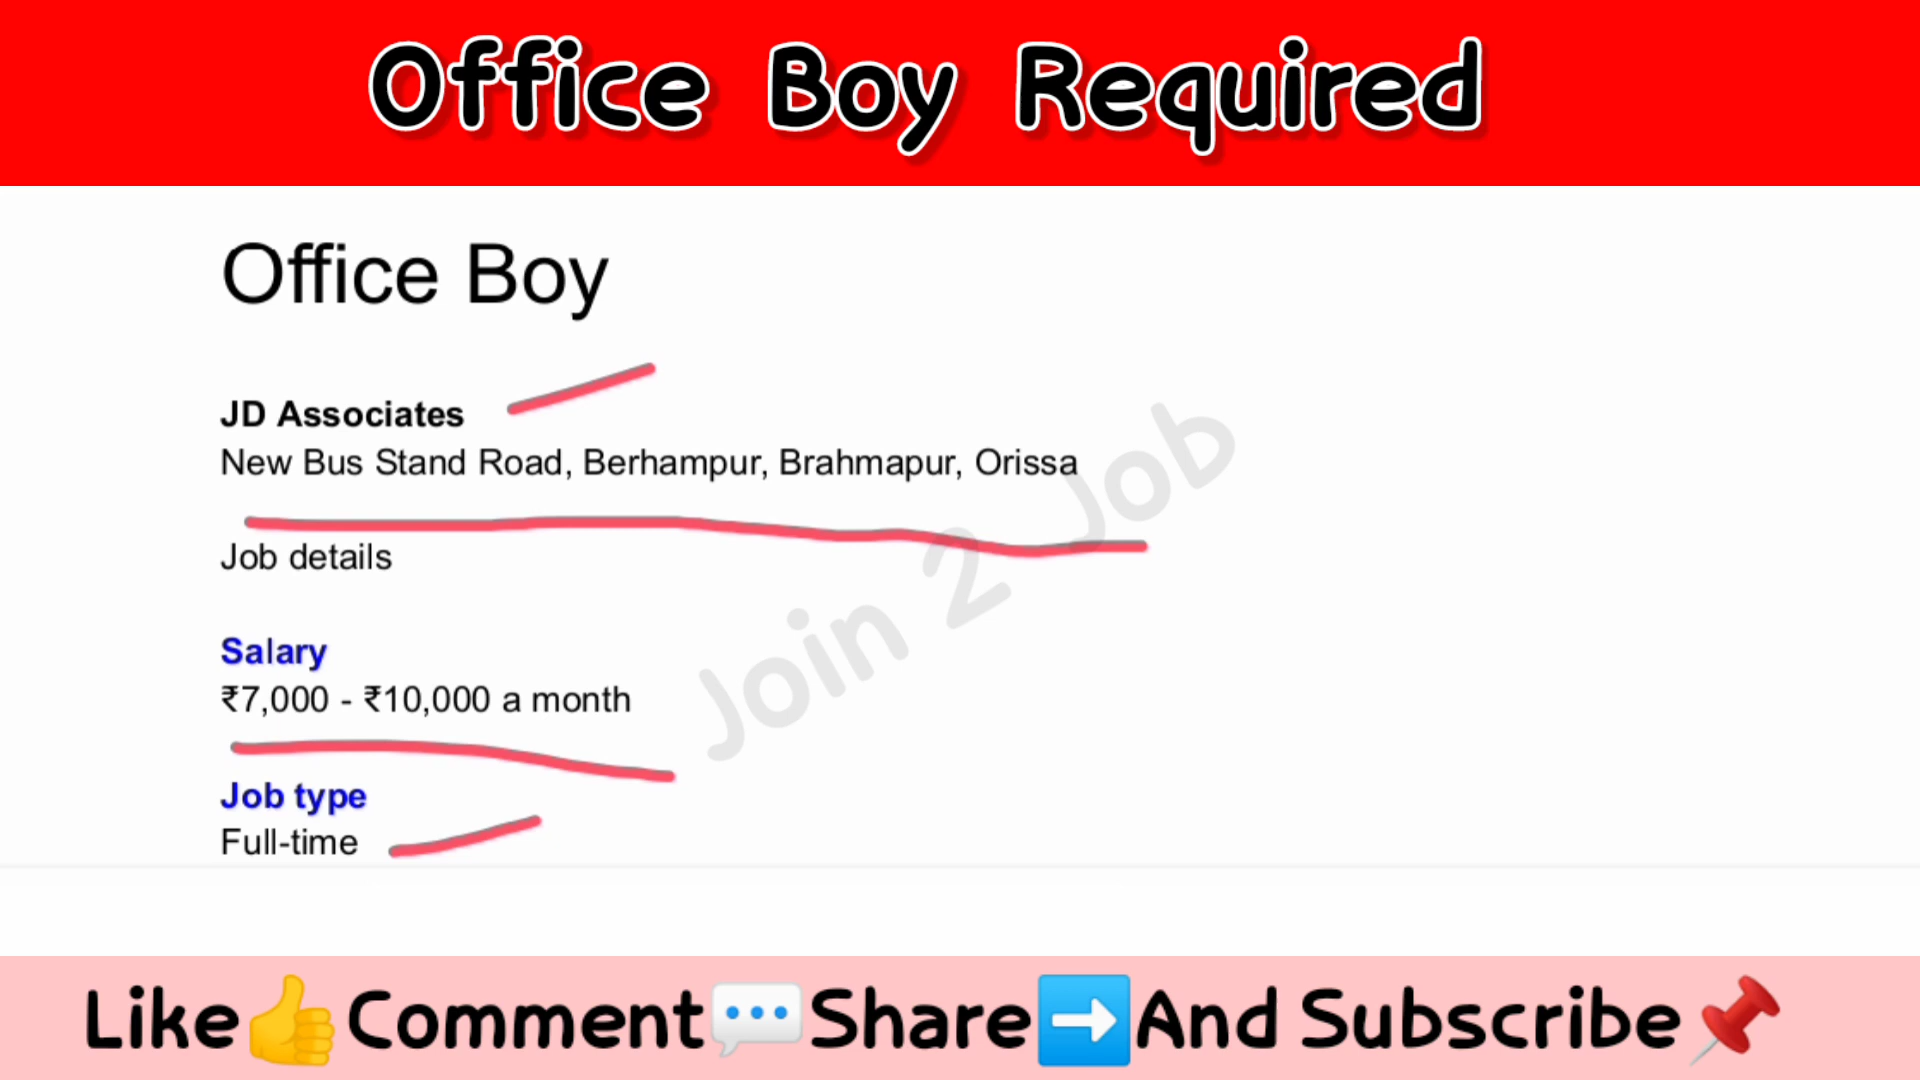 Office Boy Required
Office Boy
JD Associates
New Bus Stand Road, Berhampur, Brahmapur, Orissa
Job details
Salary
₹7,000 - ₹10,000 a month
Job type
Full-time
Join 2 Job
Like👍Comment💬Share➡️And Subscribe📌